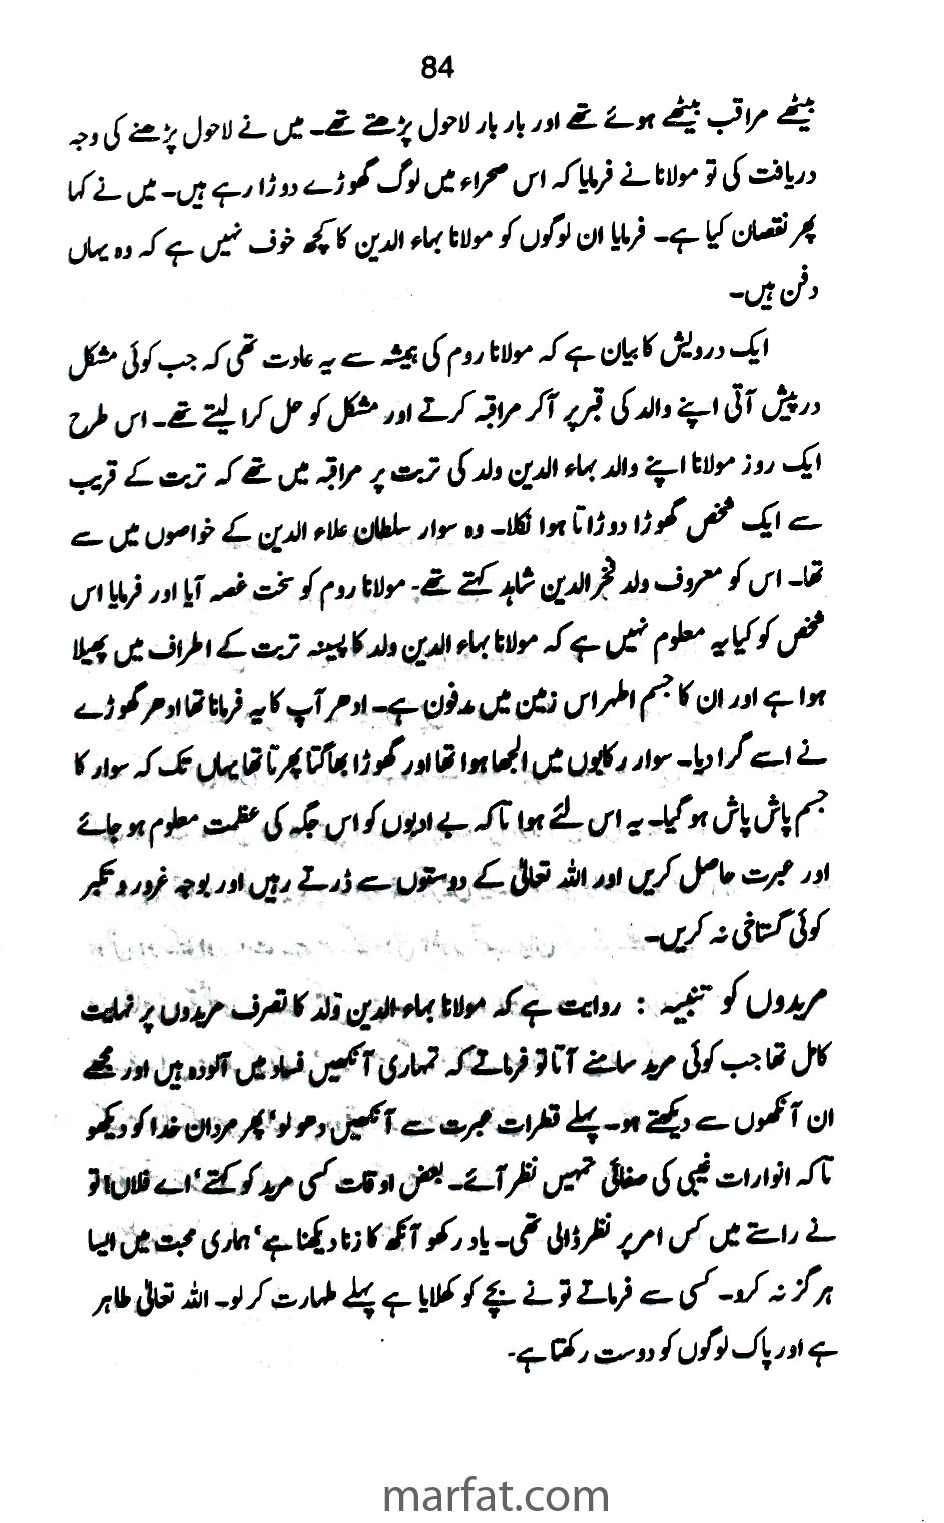 84
بیٹھے مراقب بیٹھے ہوئے تھے اور بار بار لاحول پڑھتے تھے۔ میں نے لاحول پڑھنے کی وجہ
دریافت کی تو مولانا نے فرمایا کہ اس صحراء میں لوگ گھوڑے دوڑا رہے ہیں۔ میں نے کہا
پھر نقصان کیا ہے۔ فرمایا ان لوگوں کو مولانا بہاء الدین کا کچھ خوف نہیں ہے کہ وہ یہاں
دفن ہیں۔
ایک درویش کا بیان ہے کہ مولانا روم کی ہمیشہ سے یہ عادت تھی کہ جب کوئی مشکل
درپیش آتی اپنے والد کی قبر پر آکر مراقبہ کرتے اور مشکل کو حل کرا لیتے تھے۔ اس طرح
ایک روز مولانا اپنے والد بہاء الدین ولد کی تربت پر مراقبہ میں تھے کہ تربت کے قریب
سے ایک شخص گھوڑا دوڑاتا ہوا نکلا۔ وہ سوار سلطان علاء الدین کے خواصوں میں سے
تھا۔ اس کو معروف ولد فخر الدین شاہد کہتے تھے۔ مولانا روم کو سخت غصہ آیا اور فرمایا اس
شخص کو کیا یہ معلوم نہیں ہے کہ مولانا بہاء الدین ولد کا پسینہ تربت کے اطراف میں پھیلا
ہوا ہے اور ان کا جسم اطہر اس زمین میں مدفون ہے۔ ادھر آپ کا یہ فرمانا تھا ادھر گھوڑے
نے اسے گرا دیا۔ سوار رکابوں میں الجھا ہوا تھا اور گھوڑا بھاگتا پھرتا تھا یہاں تک کہ سوار کا
جسم پاش پاش ہو گیا۔ یہ اس لئے ہوا تاکہ بے ادبوں کو اس جگہ کی عظمت معلوم ہو جائے
اور عبرت حاصل کریں اور اللہ تعالیٰ کے دوستوں سے ڈرتے رہیں اور بوجہ غرور و تکبر
کوئی گستاخی نہ کریں۔
مریدوں کو تنبیہہ : روایت ہے کہ مولانا بہاء الدین ولد کا تصرف مریدوں پر نہایت
کامل تھا جب کوئی مرید سامنے آتا تو فرماتے کہ تمہاری آنکھیں فساد میں آلودہ ہیں اور مجھے
ان آنکھوں سے دیکھتے ہو۔ پہلے قطرات عبرت سے آنکھیں دھو لو‘ پھر مردان خدا کو دیکھو
تاکہ انوارات غیبی کی صفائی تمہیں نظر آئے۔ بعض اوقات کسی مرید کو کہتے‘ اے فلاں! تو
نے راستے میں کس امر پر نظر ڈالی تھی۔ یاد رکھو آنکھ کا زنا دیکھنا ہے‘ ہماری محبت میں ایسا
ہرگز نہ کرو۔ کسی سے فرماتے تو نے بچے کو کھلایا ہے پہلے طہارت کر لو۔ اللہ تعالیٰ طاہر
ہے اور پاک لوگوں کو دوست رکھتا ہے۔
marfat.com